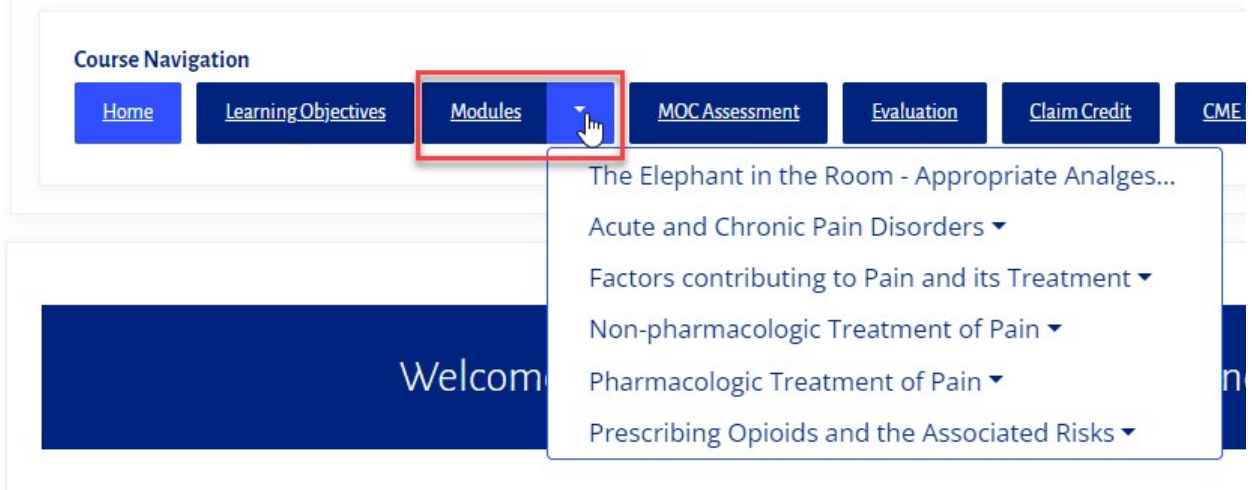 Course Navigation
Home Learning Objectives Modules MOC Assessment Evaluation Claim Credit CME
The Elephant in the Room - Appropriate Analges...
Acute and Chronic Pain Disorders
Factors contributing to Pain and its Treatment
Non-pharmacologic Treatment of Pain
Welcom
Pharmacologic Treatment of Pain
Prescribing Opioids and the Associated Risks